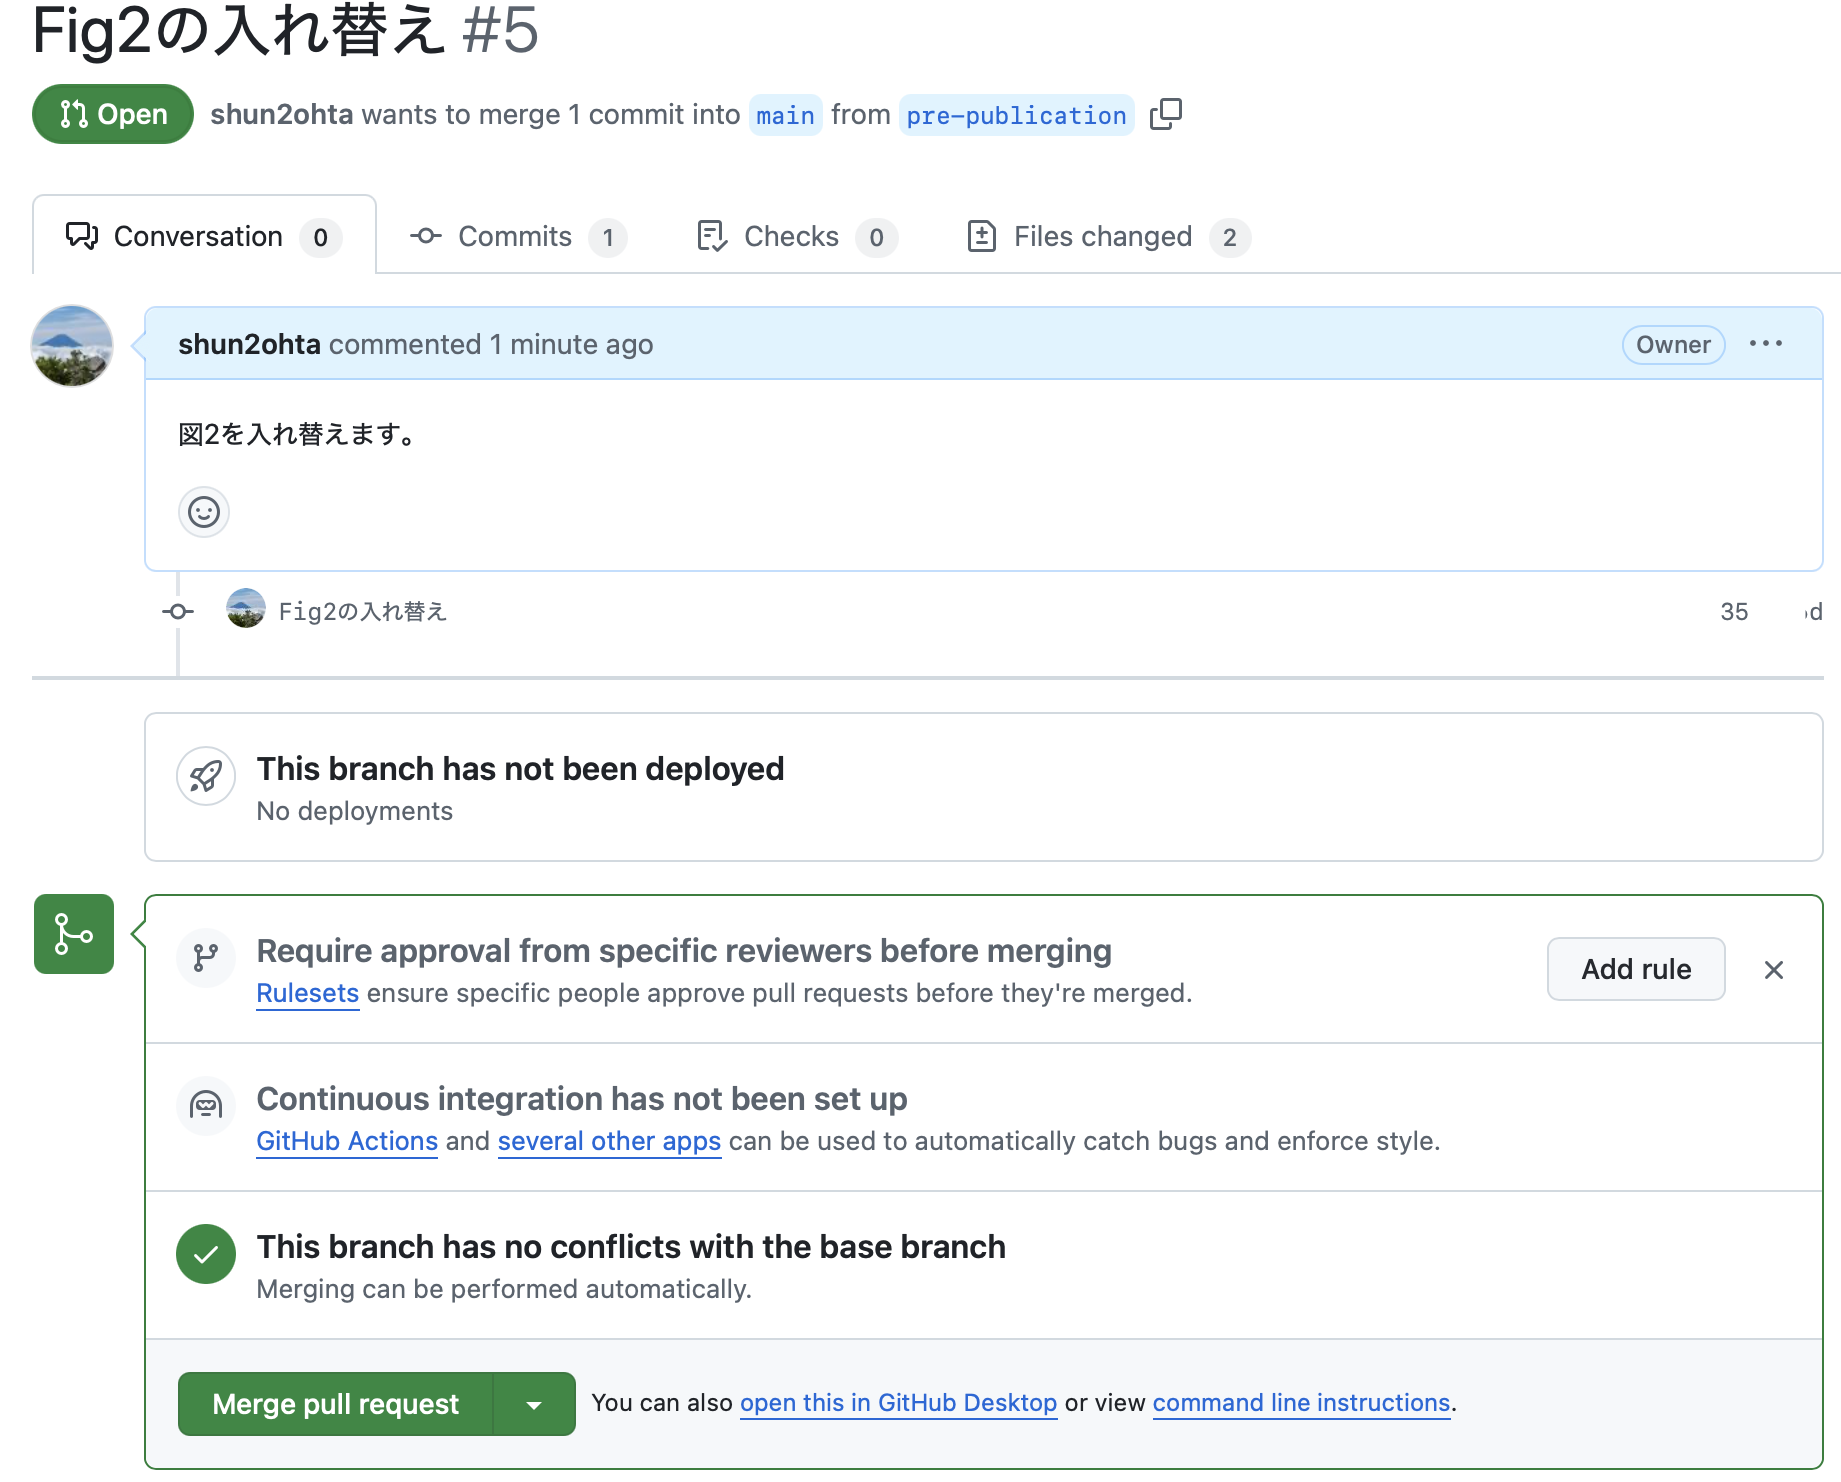 Fig2の入れ替え #5
Open shun2ohta wants to merge 1 commit into main from pre-publication
Conversation 0 Commits 1 Checks 0 Files changed 2
shun2ohta commented 1 minute ago Owner
図2を入れ替えます。
Fig2の入れ替え 35 d
This branch has not been deployed
No deployments
Require approval from specific reviewers before merging
Rulesets ensure specific people approve pull requests before they're merged.
Add rule
Continuous integration has not been set up
GitHub Actions and several other apps can be used to automatically catch bugs and enforce style.
This branch has no conflicts with the base branch
Merging can be performed automatically.
Merge pull request You can also open this in GitHub Desktop or view command line instructions.